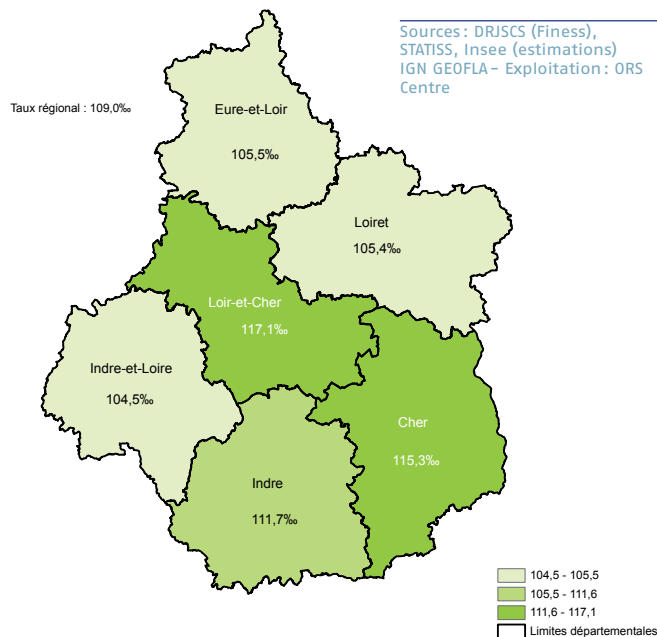 Sources : DRJSCS (Finess),
STATISS, Insee (estimations)
IGN GEOFLA – Exploitation : ORS
Centre
Taux régional : 109,0‰
Eure-et-Loir
105,5‰
Loiret
105,4‰
Loir-et-Cher
117,1‰
Indre-et-Loire
104,5‰
Cher
115,3‰
Indre
111,7‰
104,5 - 105,5
105,5 - 111,6
111,6 - 117,1
Limites départementales